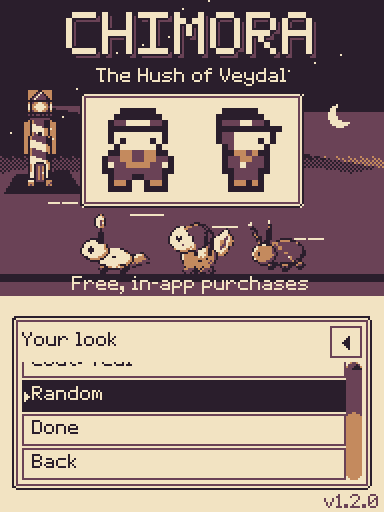 CHIMORA
The Hush of Veydal
Free, in-app purchases
Your look
Random
Done
Back
v1.2.0